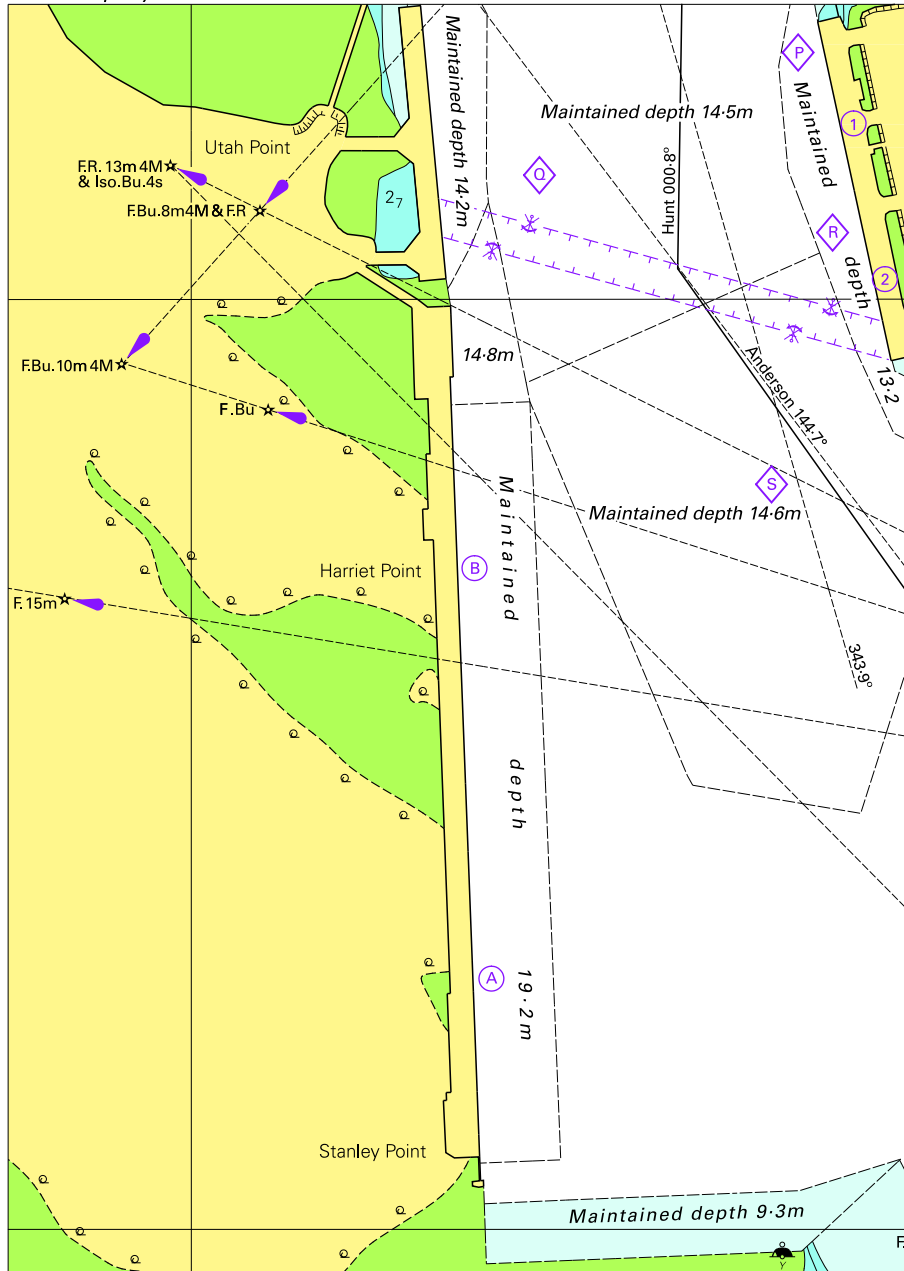 Maintained depth 14·2m
Maintained depth 14·5m
P
Maintained depth
1
Utah Point
F.R. 13m 4M
& Iso.Bu.4s
Q
F.Bu.8m4M & F.R
2₇
Hunt 000·8°
R
2
14·8m
F.Bu.10m 4M
Anderson 144·7°
13·2
F.Bu
S
Maintained depth 14·6m
Maintained depth 19·2m
Harriet Point
B
F. 15m
343·9°
A
Stanley Point
Maintained depth 9·3m
F.
Y